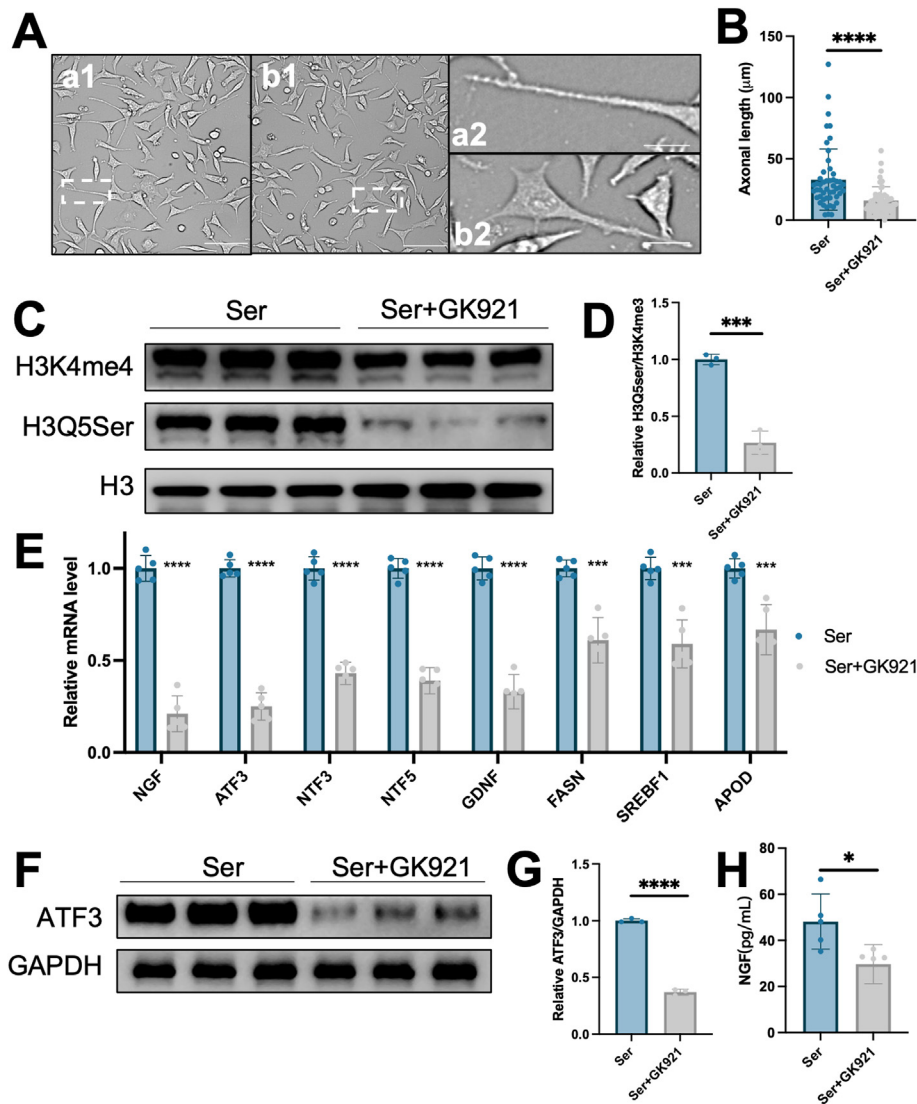 A
a1
b1
a2
b2
B
Axonal length (μm)
150
100
50
0
****
Ser
Ser+GK921
C
Ser
Ser+GK921
H3K4me4
H3Q5Ser
H3
D
Relative H3Q5ser/H3K4me3
1.5
1.0
0.5
0.0
***
Ser
Ser+GK921
E
Relative mRNA level
1.0
0.5
0.0
****
****
****
****
****
***
***
***
NGF
ATF3
NTF3
NTF5
GDNF
FASN
SREBF1
APOD
Ser
Ser+GK921
F
Ser
Ser+GK921
ATF3
GAPDH
G
Relative ATF3/GAPDH
1.5
1.0
0.5
0.0
****
Ser
Ser+GK921
H
NGF(pg/mL)
80
60
40
20
0
*
Ser
Ser+GK921